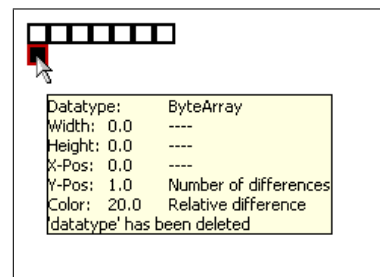 Datatype: ByteArray
Width: 0.0 ----
Height: 0.0 ----
X-Pos: 0.0 ----
Y-Pos: 1.0 Number of differences
Color: 20.0 Relative difference
'datatype' has been deleted